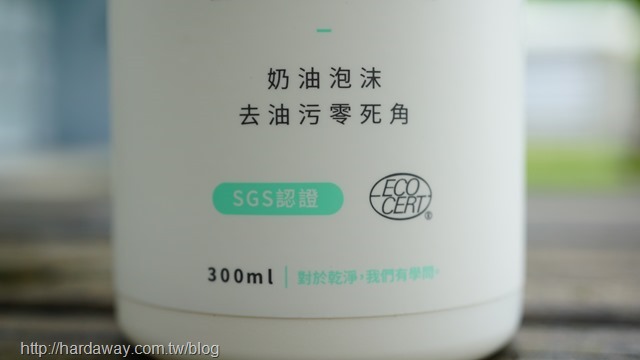 奶油泡沫
去油污零死角
SGS認證
ECO
CERT®
300ml 對於乾淨，我們有學問。
http://hardaway.com.tw/blog